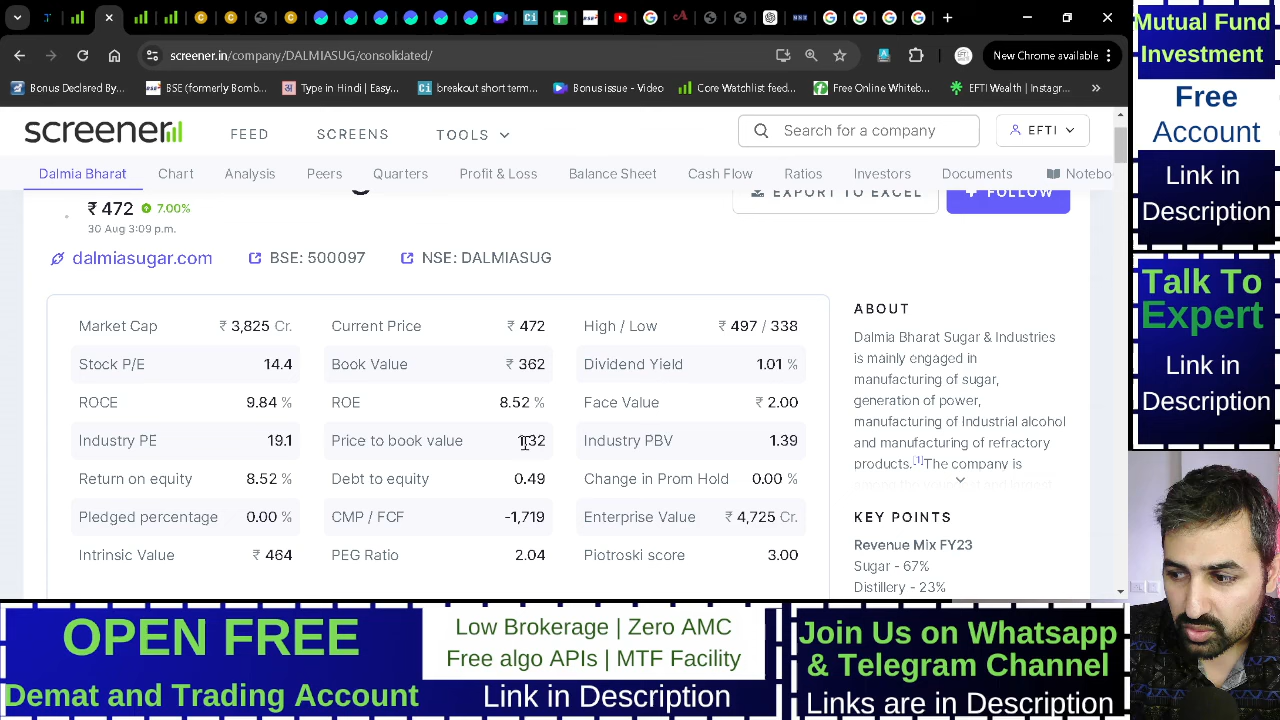 New Chrome available
screener.in/company/DALMIASUG/consolidated/
Bonus Declared By...
BSE (formerly Bomb...
Type in Hindi | Easy...
breakout short term...
Bonus issue - Video
Core Watchlist feed...
Free Online Whiteb...
EFTI Wealth | Instagr...
screener
FEED
SCREENS
TOOLS
Search for a company
EFTI
Dalmia Bharat
Chart
Analysis
Peers
Quarters
Profit & Loss
Balance Sheet
Cash Flow
Ratios
Investors
Documents
Notebo
₹ 472 7.00%
30 Aug 3:09 p.m.
EXPORT TO EXCEL
FOLLOW
dalmiasugar.com
BSE: 500097
NSE: DALMIASUG
Market Cap ₹ 3,825 Cr.
Current Price ₹ 472
High / Low ₹ 497 / 338
Stock P/E 14.4
Book Value ₹ 362
Dividend Yield 1.01 %
ROCE 9.84 %
ROE 8.52 %
Face Value ₹ 2.00
Industry PE 19.1
Price to book value 1.32
Industry PBV 1.39
Return on equity 8.52 %
Debt to equity 0.49
Change in Prom Hold 0.00 %
Pledged percentage 0.00 %
CMP / FCF -1,719
Enterprise Value ₹ 4,725 Cr.
Intrinsic Value ₹ 464
PEG Ratio 2.04
Piotroski score 3.00
ABOUT
Dalmia Bharat Sugar & Industries
is mainly engaged in
manufacturing of sugar,
generation of power,
manufacturing of Industrial alcohol
and manufacturing of refractory
products.[1]The company is
KEY POINTS
Revenue Mix FY23
Sugar - 67%
Distillery - 23%
Mutual Fund
Investment
Free
Account
Link in
Description
Talk To
Expert
Link in
Description
OPEN FREE
Demat and Trading Account
Low Brokerage | Zero AMC
Free algo APIs | MTF Facility
Link in Description
Join Us on Whatsapp
& Telegram Channel
Links are in Description